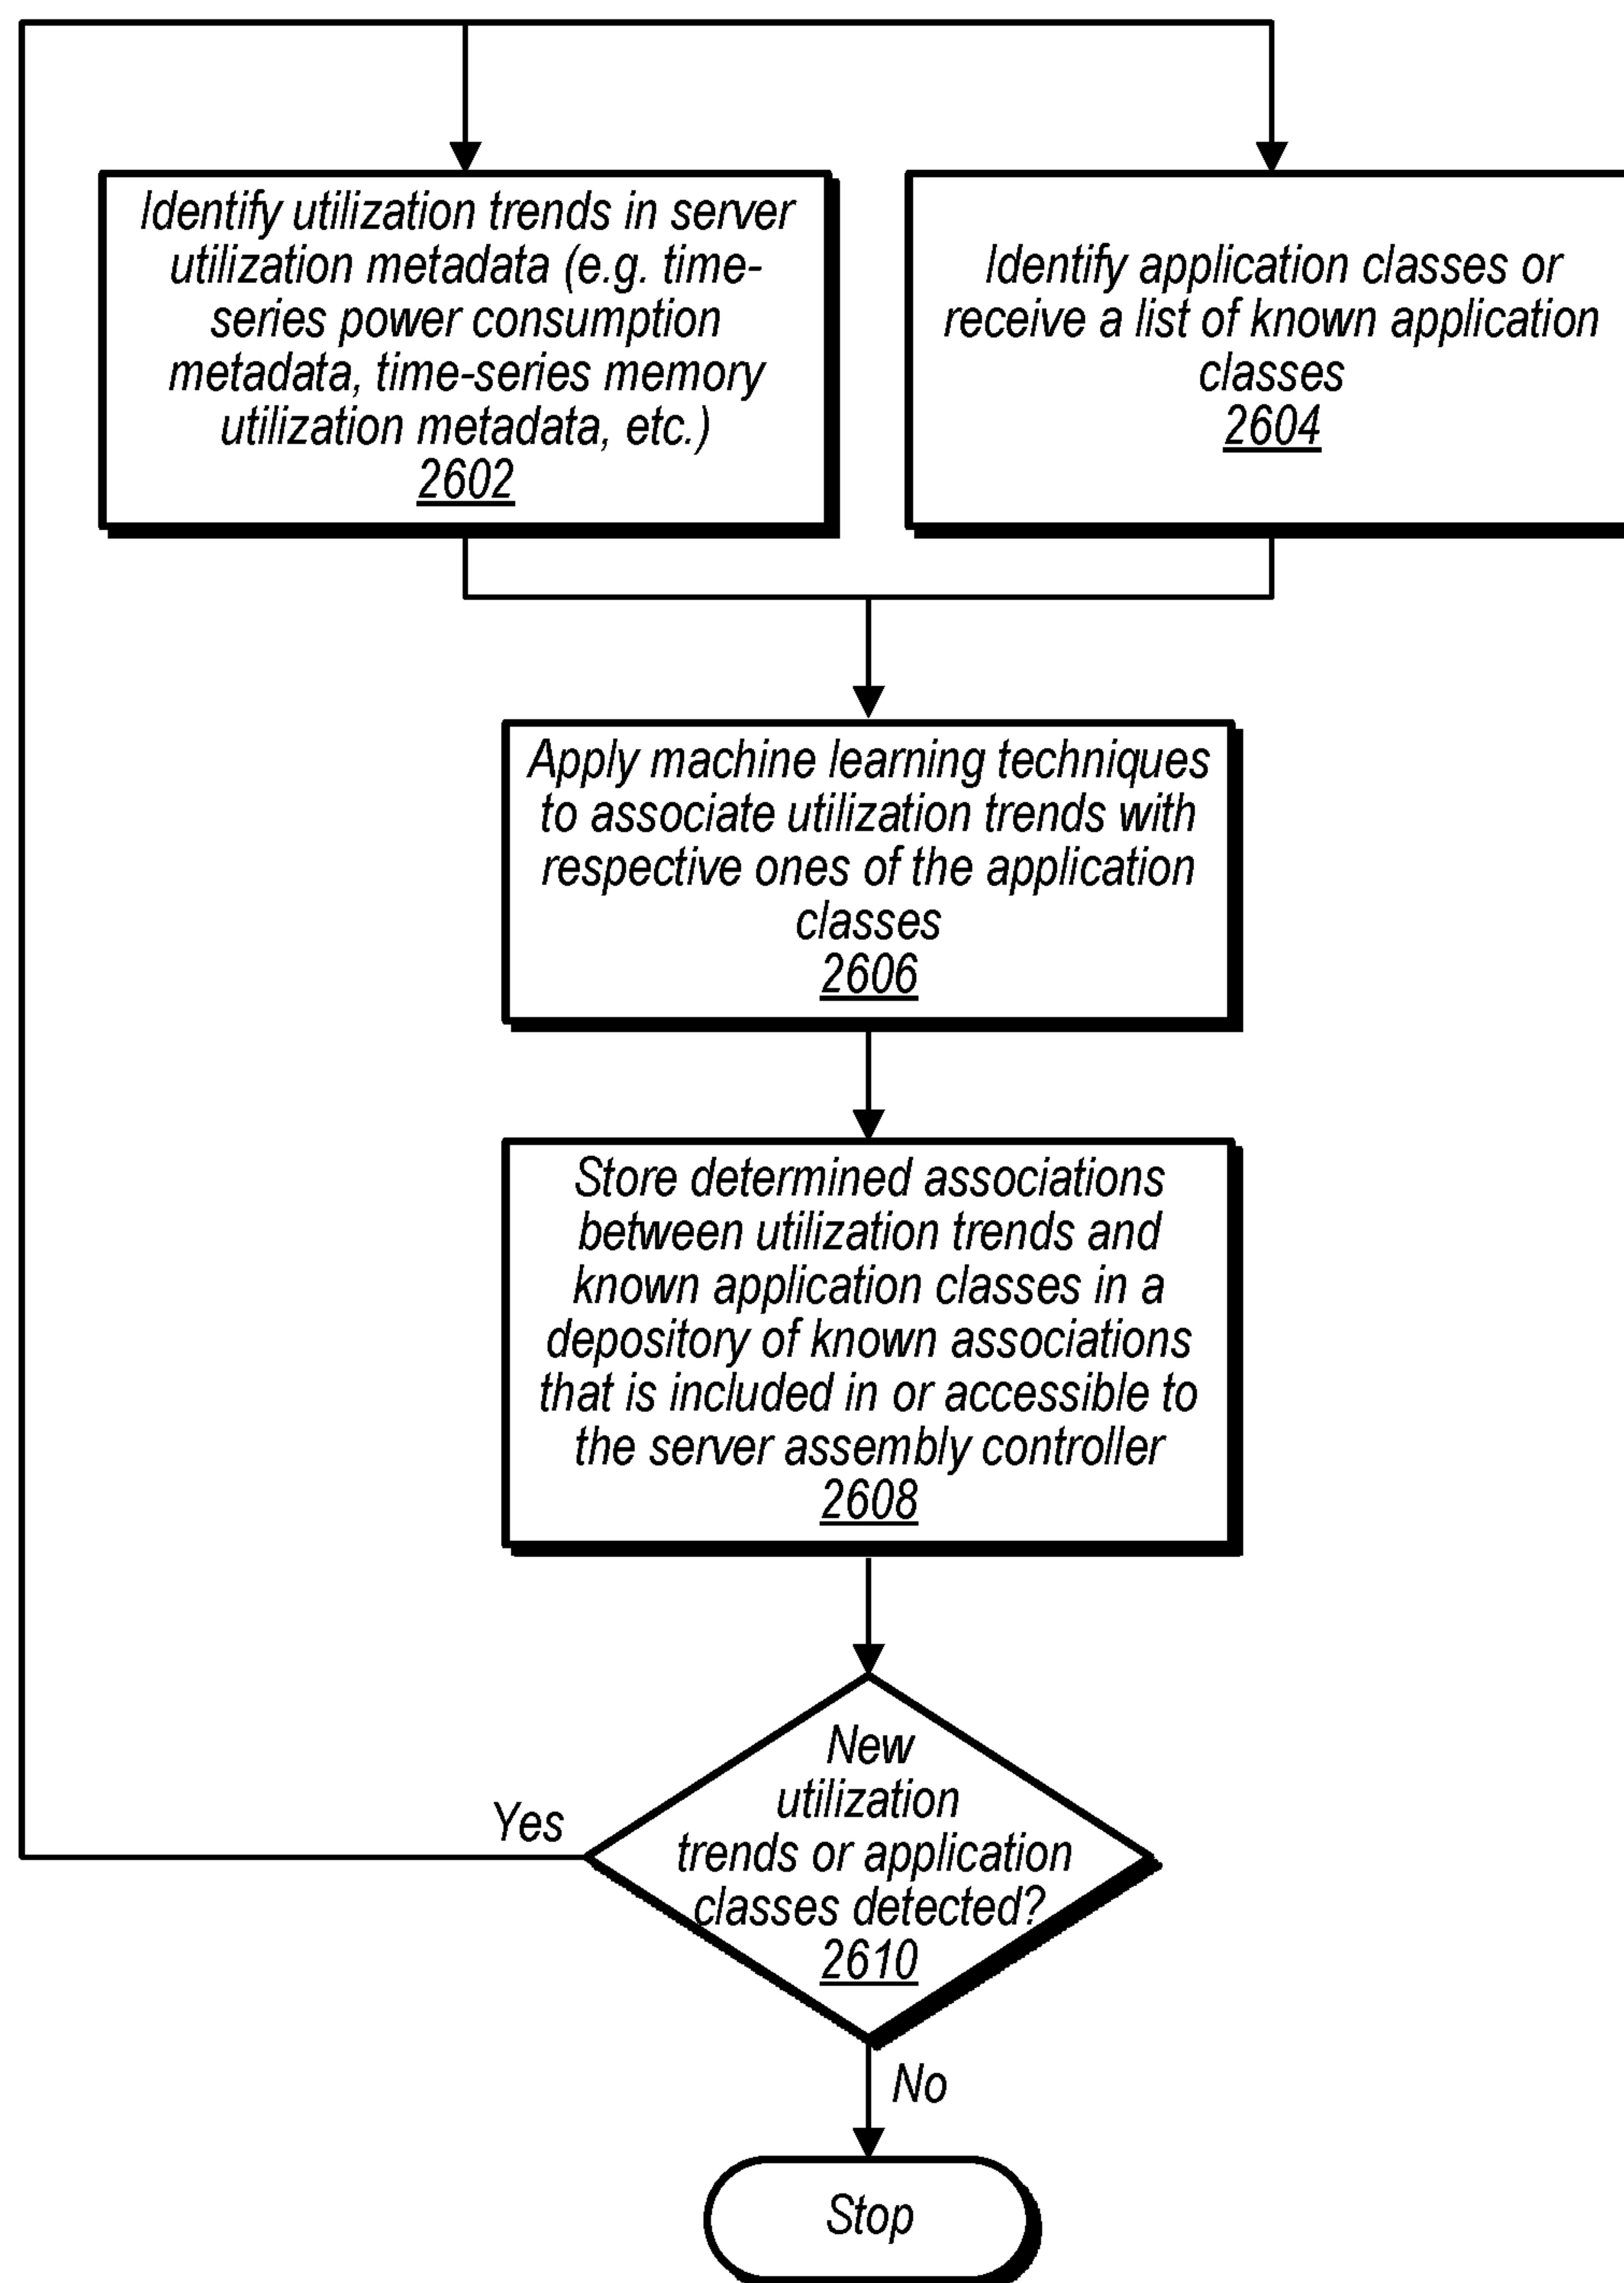 Identify utilization trends in server
utilization metadata (e.g. time-
series power consumption
metadata, time-series memory
utilization metadata, etc.)
2602
Identify application classes or
receive a list of known application
classes
2604
Apply machine learning techniques
to associate utilization trends with
respective ones of the application
classes
2606
Store determined associations
between utilization trends and
known application classes in a
depository of known associations
that is included in or accessible to
the server assembly controller
2608
New
utilization
trends or application
classes detected?
2610
Yes
No
Stop